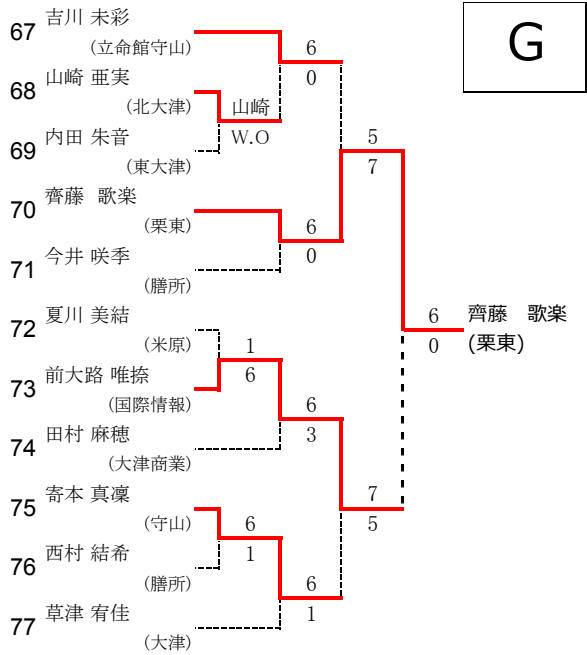 G
67 吉川 未彩
(立命館守山)
6
0
68 山崎 亜実
(北大津)
山崎
W.O
69 内田 朱音
(東大津)
5
7
70 齊藤 歌楽
(栗東)
6
0
71 今井 咲季
(膳所)
6
0
齊藤 歌楽
(栗東)
72 夏川 美結
(米原)
1
6
73 前大路 唯捺
(国際情報)
6
3
74 田村 麻穂
(大津商業)
75 寄本 真凜
(守山)
7
5
6
1
76 西村 結希
(膳所)
6
1
77 草津 宥佳
(大津)